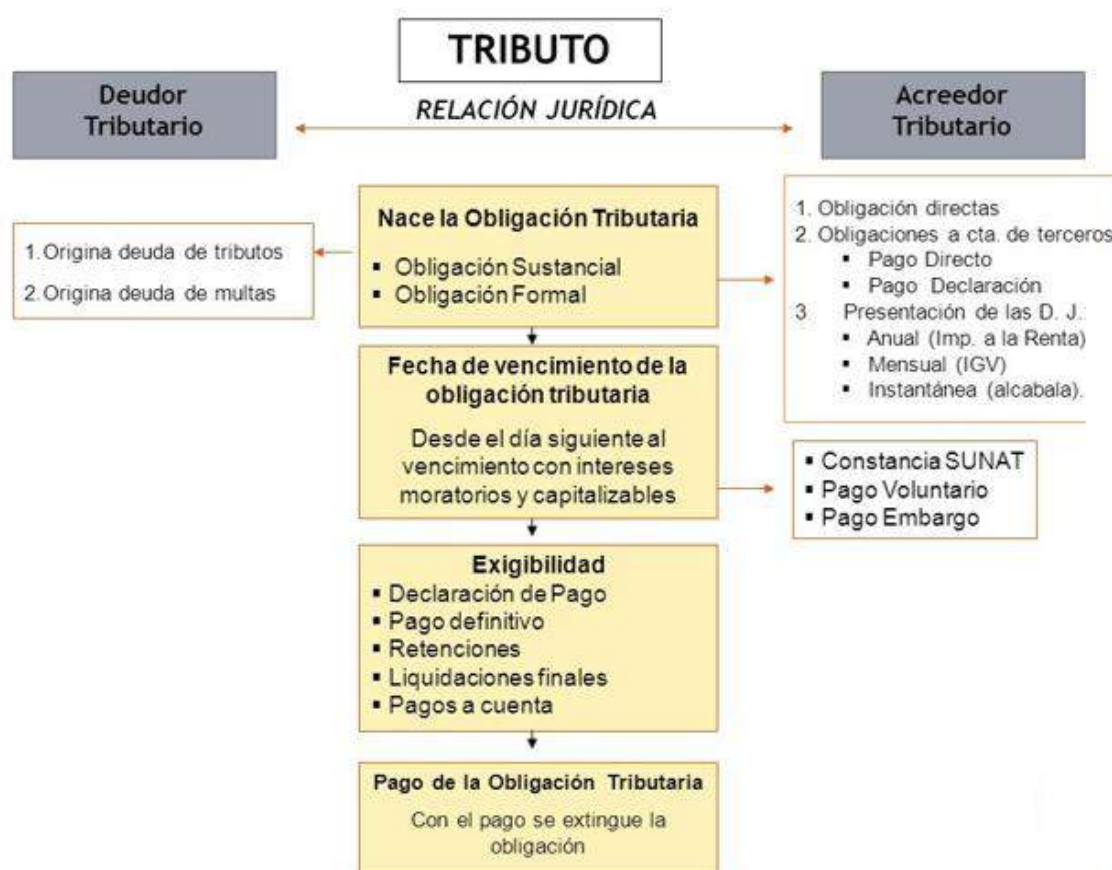 TRIBUTO
Deudor
Tributario
RELACIÓN JURÍDICA
Acreedor
Tributario
Nace la Obligación Tributaria
▪ Obligación Sustancial
▪ Obligación Formal
1. Origina deuda de tributos
2. Origina deuda de multas
1. Obligación directas
2. Obligaciones a cta. de terceros
▪ Pago Directo
▪ Pago Declaración
3 Presentación de las D. J.:
▪ Anual (Imp. a la Renta)
▪ Mensual (IGV)
▪ Instantánea (alcabala).
Fecha de vencimiento de la
obligación tributaria
Desde el día siguiente al
vencimiento con intereses
moratorios y capitalizables
▪ Constancia SUNAT
▪ Pago Voluntario
▪ Pago Embargo
Exigibilidad
▪ Declaración de Pago
▪ Pago definitivo
▪ Retenciones
▪ Liquidaciones finales
▪ Pagos a cuenta
Pago de la Obligación Tributaria
Con el pago se extingue la
obligación